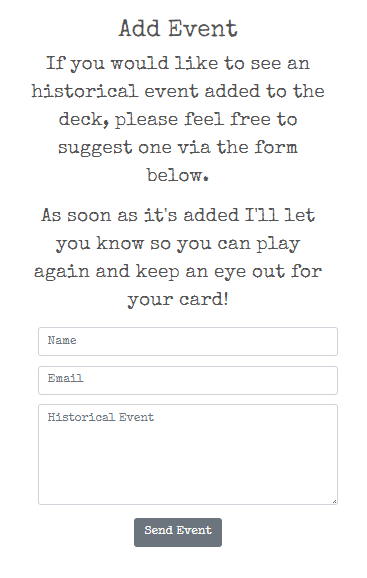 Add Event
If you would like to see an
historical event added to the
deck, please feel free to
suggest one via the form
below.
As soon as it's added I'll let
you know so you can play
again and keep an eye out for
your card!
Name
Email
Historical Event
Send Event